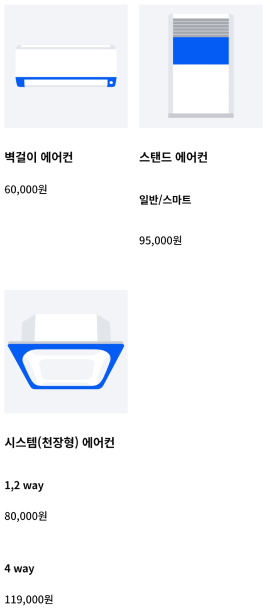 벽걸이 에어컨
60,000원
스탠드 에어컨
일반/스마트
95,000원
시스템(천장형) 에어컨
1,2 way
80,000원
4 way
119,000원